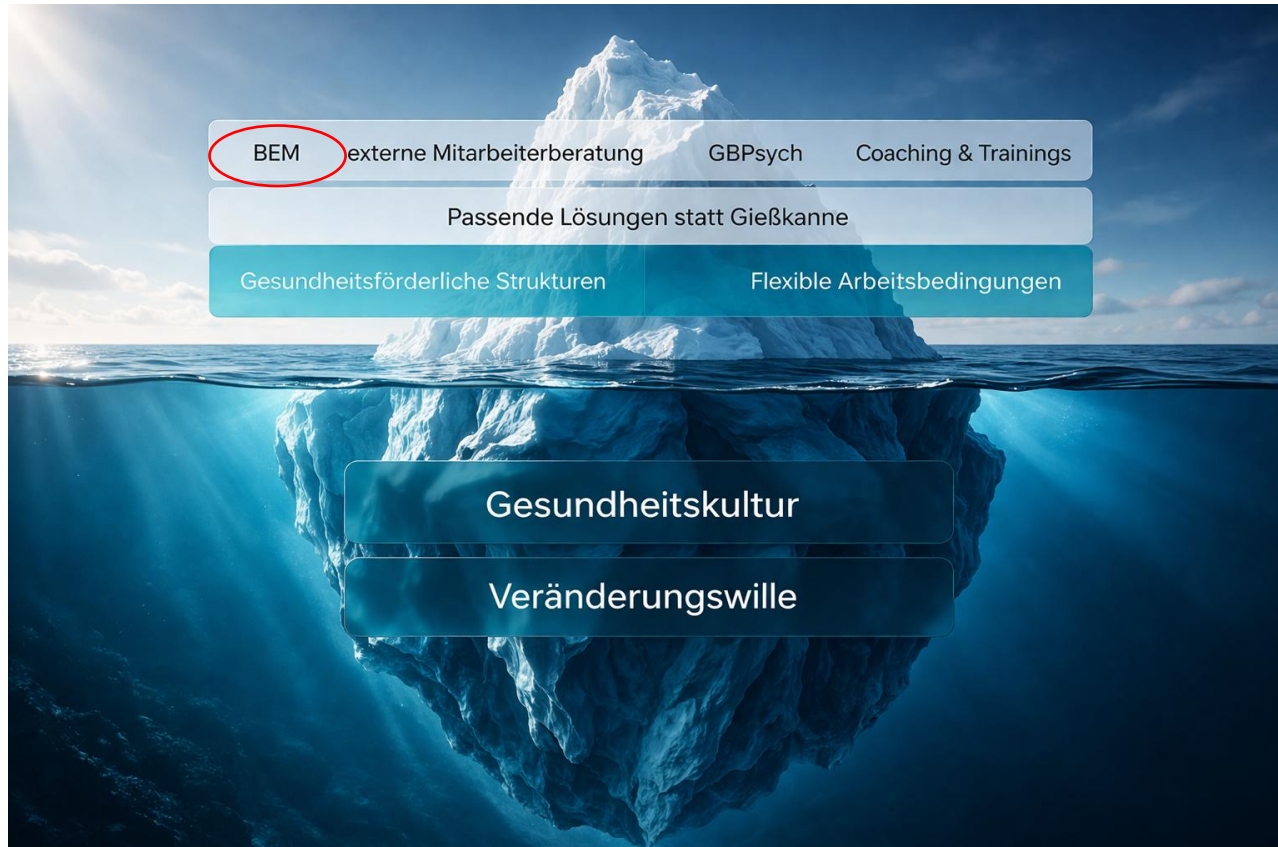 BEM externe Mitarbeiterberatung GBPsych Coaching & Trainings
Passende Lösungen statt Gießkanne
Gesundheitsförderliche Strukturen Flexible Arbeitsbedingungen
Gesundheitskultur
Veränderungswille